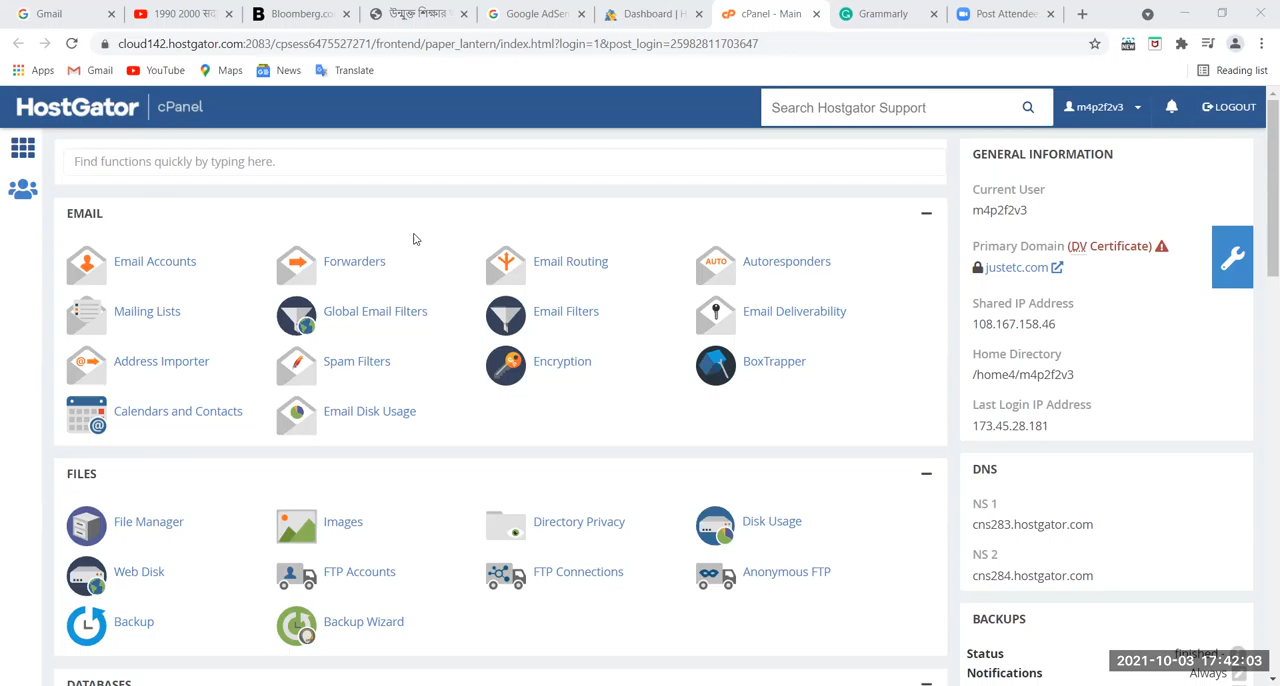 Gmail
1990 2000 সদ
Bloomberg.co
উন্মুক্ত শিক্ষার
Google AdSen
Dashboard | H
cPanel - Main
Grammarly
Post Attendee
cloud142.hostgator.com:2083/cpsess6475527271/frontend/paper_lantern/index.html?login=1&post_login=25982811703647
Apps Gmail YouTube Maps News Translate Reading list
HostGator cPanel
Search Hostgator Support
m4p2f2v3
LOGOUT
Find functions quickly by typing here.
EMAIL
Email Accounts Forwarders Email Routing Autoresponders
Mailing Lists Global Email Filters Email Filters Email Deliverability
Address Importer Spam Filters Encryption BoxTrapper
Calendars and Contacts Email Disk Usage
FILES
File Manager Images Directory Privacy Disk Usage
Web Disk FTP Accounts FTP Connections Anonymous FTP
Backup Backup Wizard
DATABASES
GENERAL INFORMATION
Current User
m4p2f2v3
Primary Domain (DV Certificate)
justetc.com
Shared IP Address
108.167.158.46
Home Directory
/home4/m4p2f2v3
Last Login IP Address
173.45.28.181
DNS
NS 1
cns283.hostgator.com
NS 2
cns284.hostgator.com
BACKUPS
Status finished
Notifications Always
2021-10-03 17:42:03